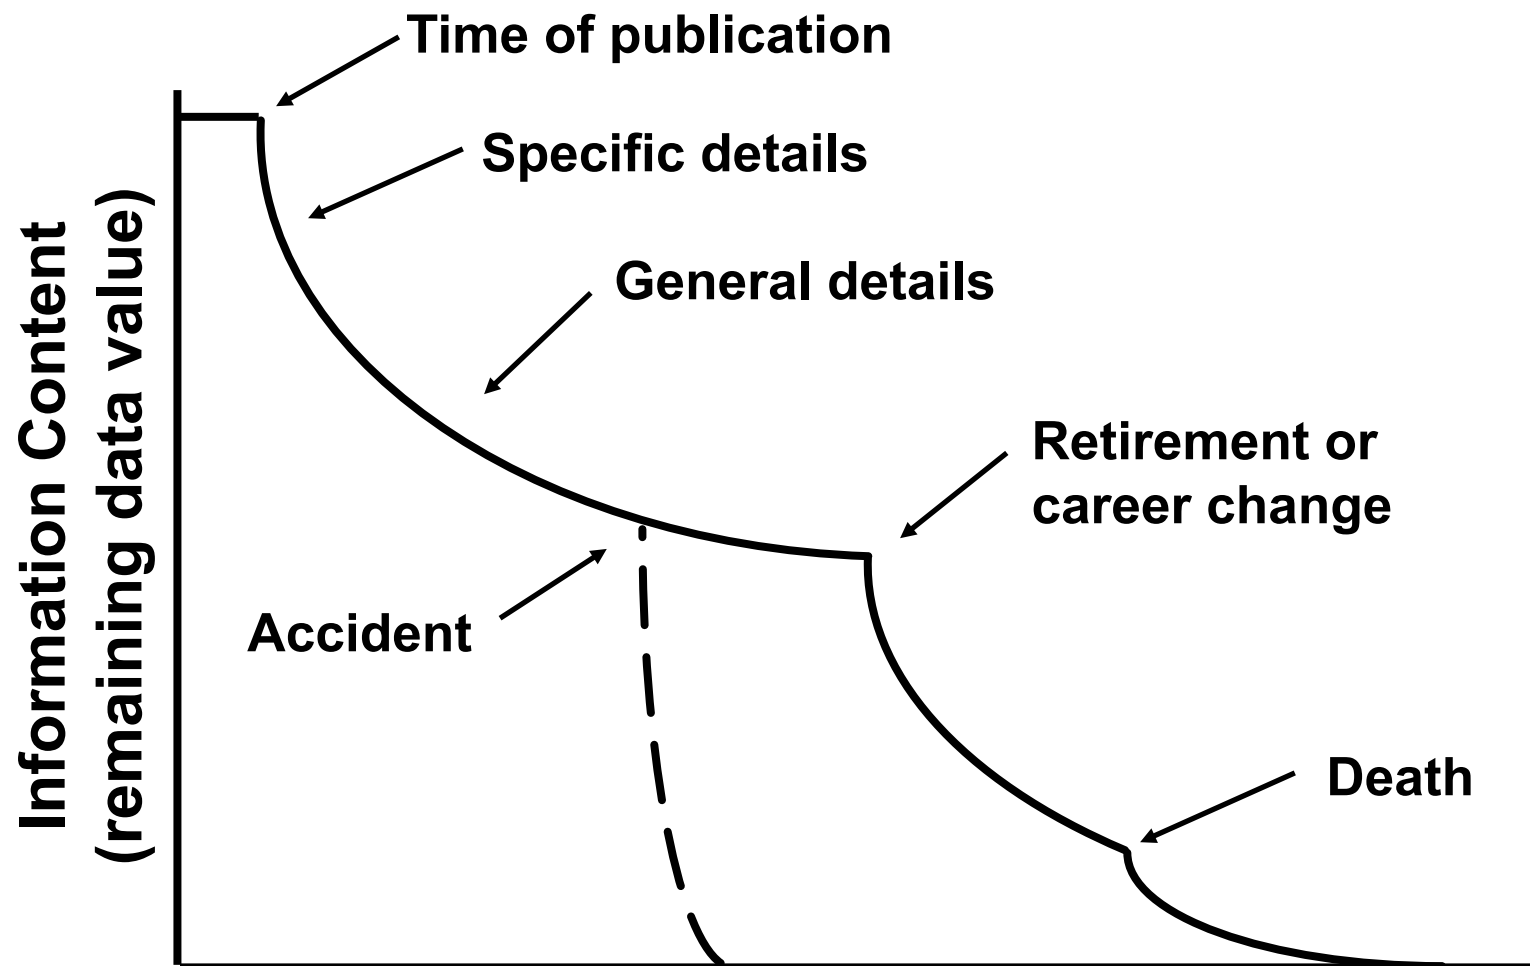 Time of publication
Specific details
General details
Retirement or
career change
Accident
Death
Information Content
(remaining data value)